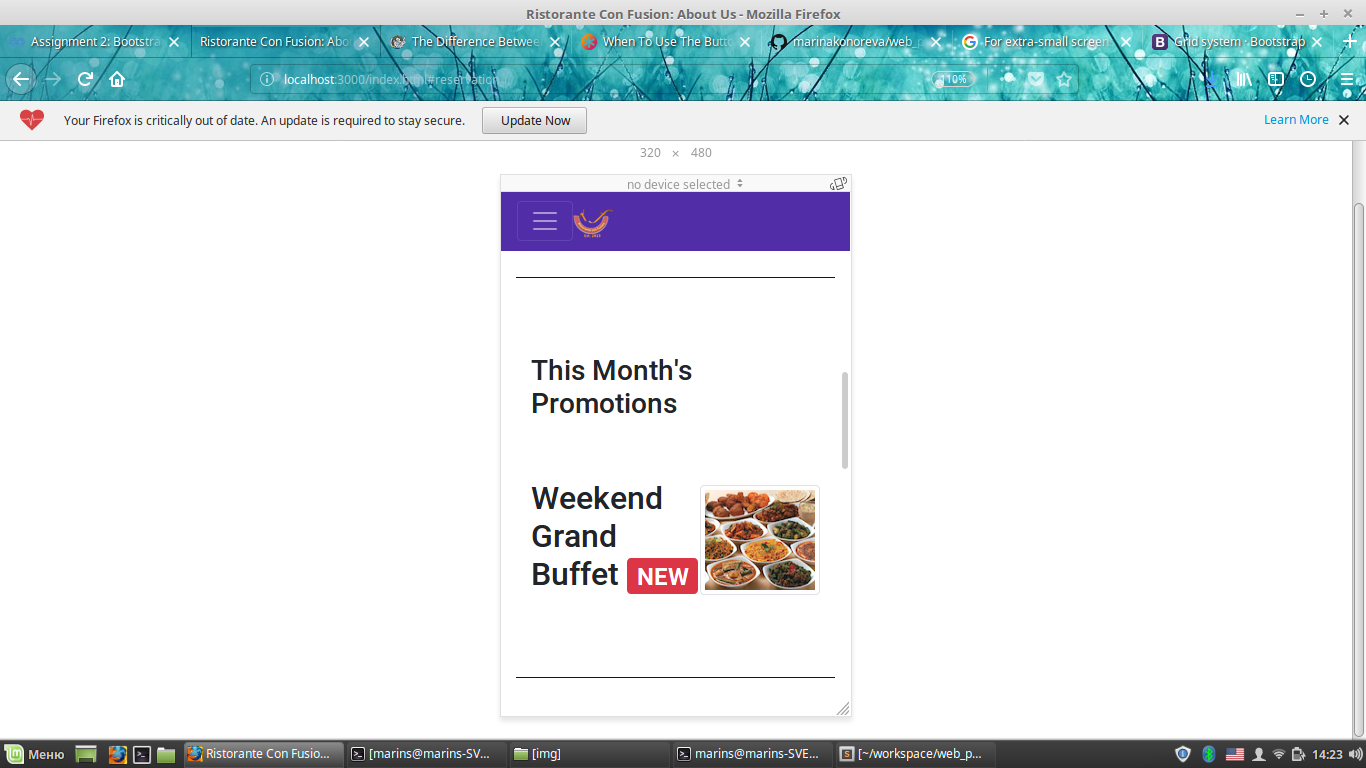 Ristorante Con Fusion: About Us - Mozilla Firefox
Assignment 2: Bootstra
Ristorante Con Fusion: Abo
The Difference Betwee
When To Use The Butto
marinakonoreva/web_p
For extra-small screen
Grid system · Bootstrap
localhost:3000/index.html#reservation
110%
Your Firefox is critically out of date. An update is required to stay secure.
Update Now
Learn More
320 × 480
no device selected
This Month's
Promotions
Weekend
Grand
Buffet NEW
Меню
Ristorante Con Fusio...
[marins@marins-SV...
[img]
marins@marins-SVE...
[~/workspace/web_p...
14:23